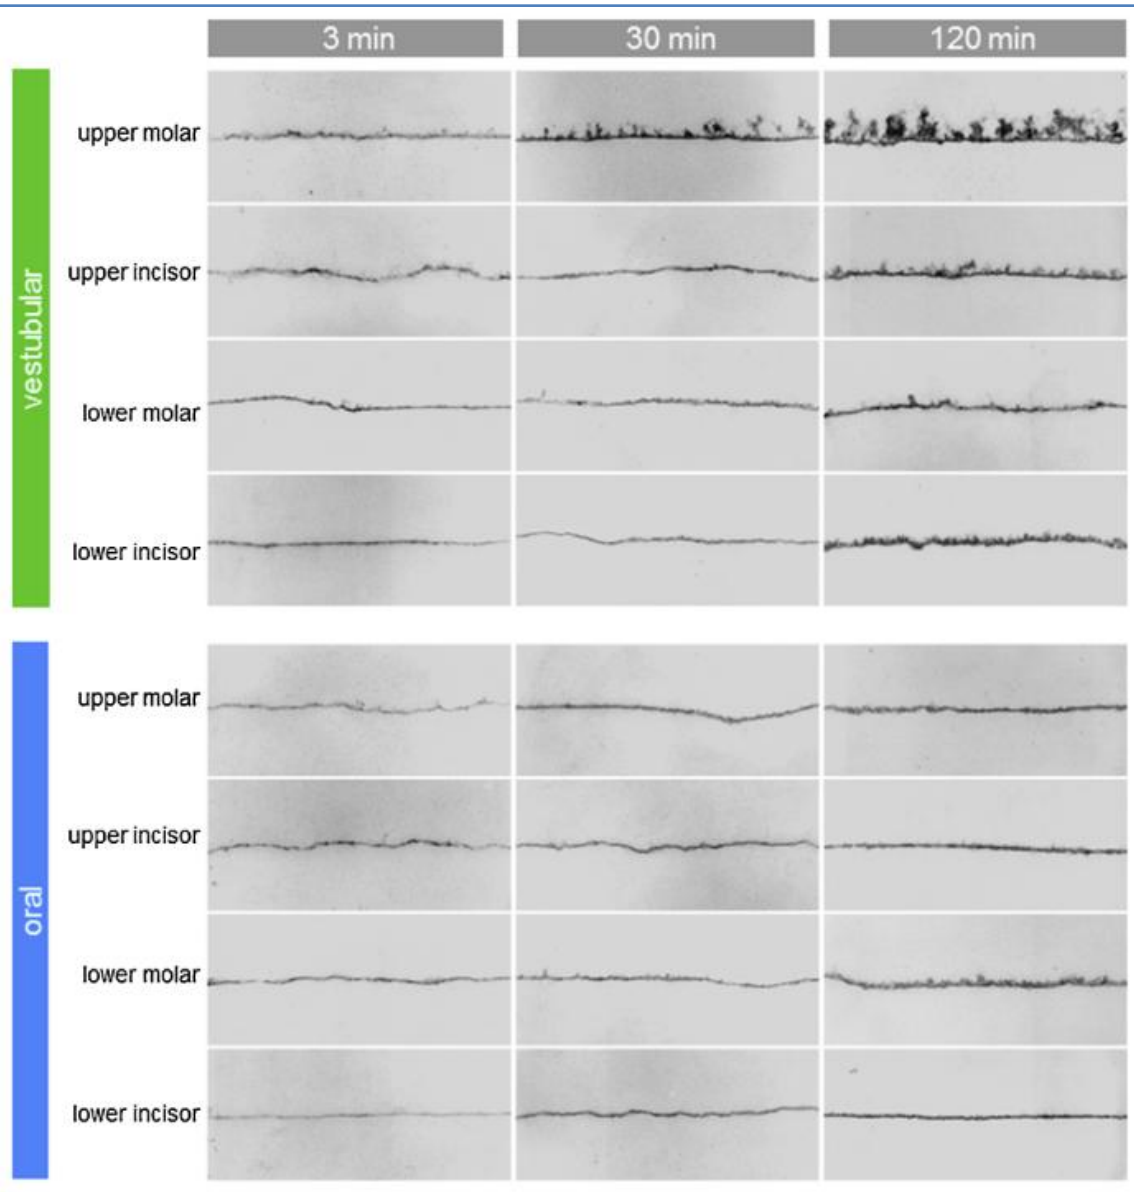 3 min 30 min 120 min
vestubular
upper molar
upper incisor
lower molar
lower incisor
oral
upper molar
upper incisor
lower molar
lower incisor